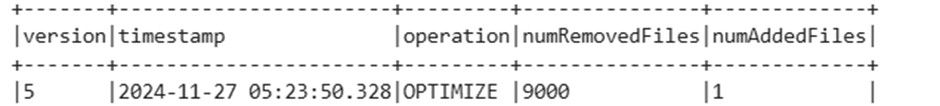 +-------+-----------------------+---------+---------------+-------------+
|version|timestamp              |operation|numRemovedFiles|numAddedFiles|
+-------+-----------------------+---------+---------------+-------------+
|5      |2024-11-27 05:23:50.328|OPTIMIZE |9000           |1            |